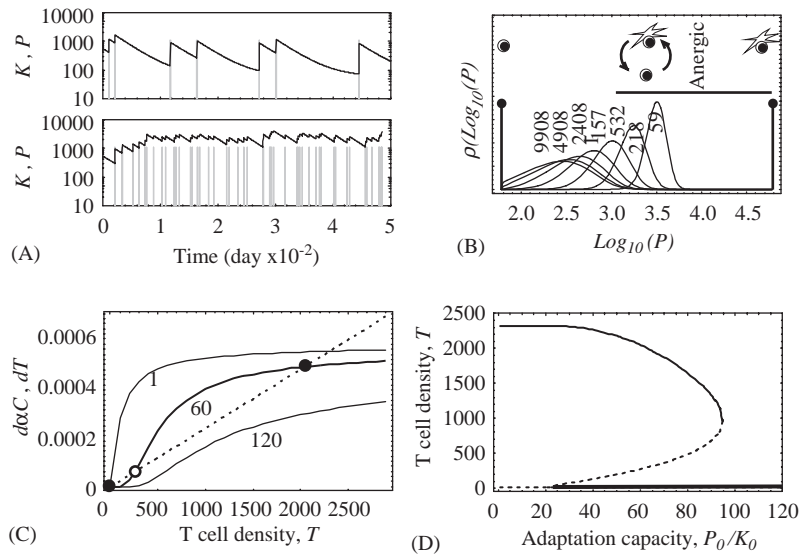 K , P
10000
1000
100
10
K , P
10000
1000
100
10
0 1 2 3 4 5
Time (day x10⁻²)
(A)
ρ(Log₁₀(P)
9908
4908
2408
1157
532
218
59
Anergic
2.0 2.5 3.0 3.5 4.0 4.5
Log₁₀(P)
(B)
dαC , dT
0.0006
0.0004
0.0002
0
1
60
120
0 500 1000 1500 2000 2500
T cell density, T
(C)
T cell density, T
2500
2000
1500
1000
500
0
0 20 40 60 80 100 120
Adaptation capacity, P₀/K₀
(D)